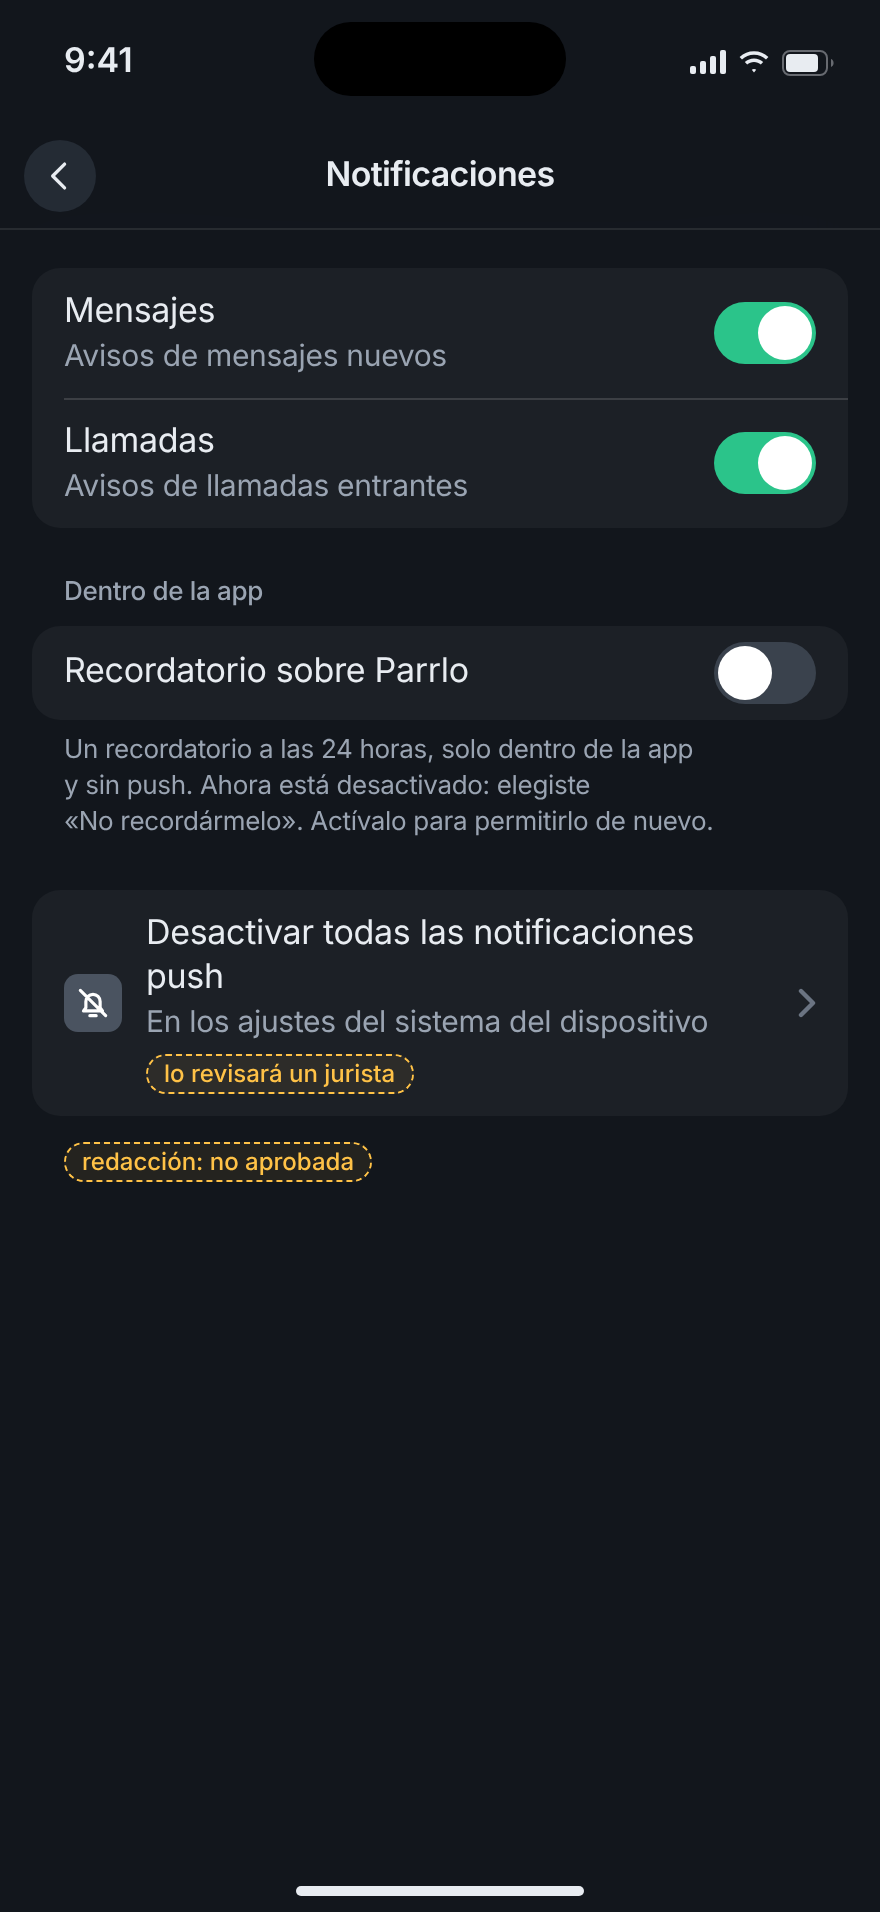 9:41
Notificaciones
Mensajes
Avisos de mensajes nuevos
Llamadas
Avisos de llamadas entrantes
Dentro de la app
Recordatorio sobre Parrlo
Un recordatorio a las 24 horas, solo dentro de la app
y sin push. Ahora está desactivado: elegiste
«No recordármelo». Actívalo para permitirlo de nuevo.
Desactivar todas las notificaciones
push
En los ajustes del sistema del dispositivo
lo revisará un jurista
redacción: no aprobada